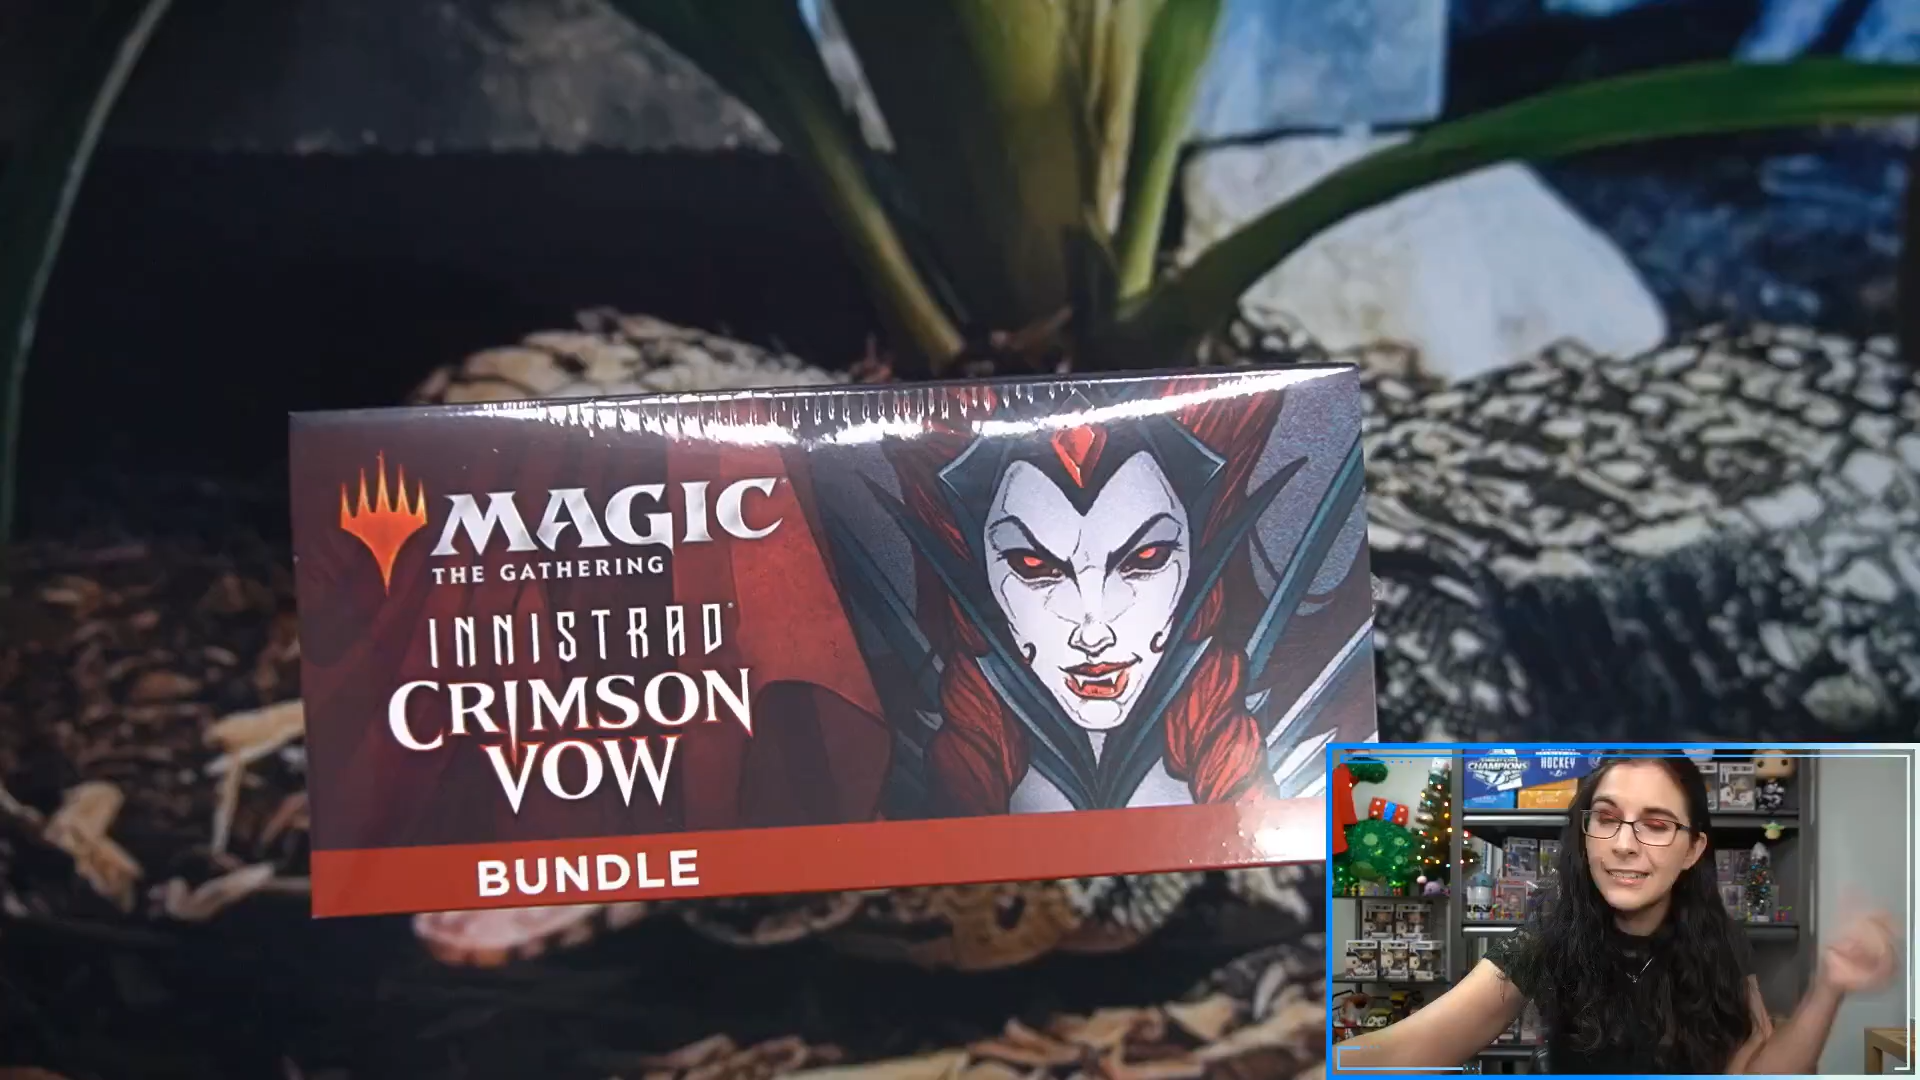 MAGIC
THE GATHERING
INNISTRAD
CRIMSON
VOW
BUNDLE
CHAMPIONS
HOCKEY